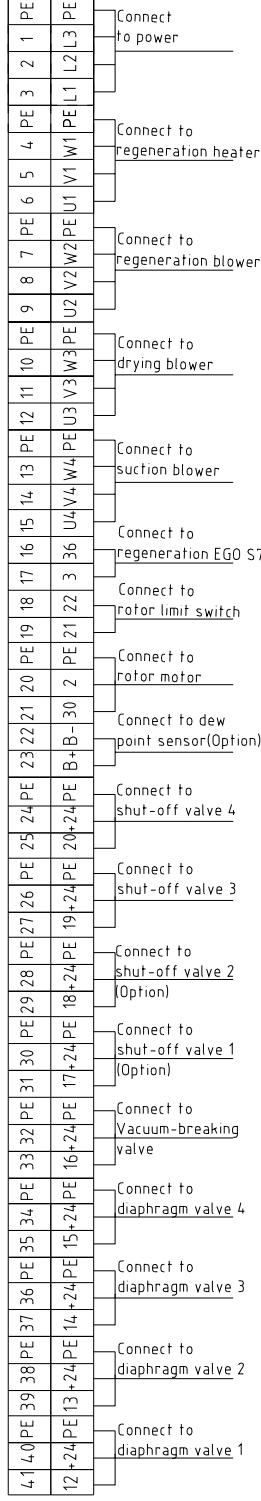 PE PE Connect
1 L3 to power
2 L2
3 L1
PE PE Connect to
4 W1 regeneration heater
5 V1
6 U1
PE PE Connect to
7 W2 regeneration blower
8 V2
9 U2
PE PE Connect to
10 W3 drying blower
11 V3
12 U3
PE PE Connect to
13 W4 suction blower
14 V4
15 U4
16 36 Connect to
regeneration EGO S7
17 3
18 22 Connect to
rotor limit switch
19 21
PE PE Connect to
20 2 rotor motor
21 30
22 B- Connect to dew
point sensor(Option)
23 B+
PE PE Connect to
24 +24 shut-off valve 4
25 20
PE PE Connect to
26 +24 shut-off valve 3
27 19
PE PE Connect to
28 +24 shut-off valve 2
29 18 (Option)
PE PE Connect to
30 +24 shut-off valve 1
31 17 (Option)
PE PE Connect to
32 +24 Vacuum-breaking
33 16 valve
PE PE Connect to
34 +24 diaphragm valve 4
35 15
PE PE Connect to
36 +24 diaphragm valve 3
37 14
PE PE Connect to
38 +24 diaphragm valve 2
39 13
PE PE Connect to
40 +24 diaphragm valve 1
41 12